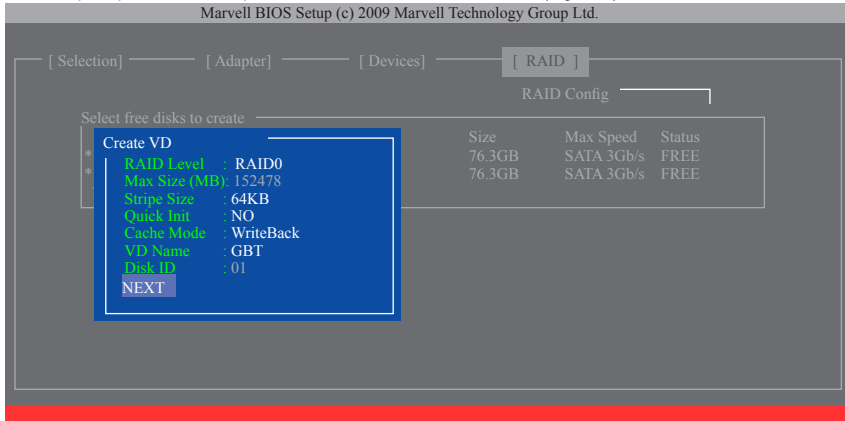 Marvell BIOS Setup (c) 2009 Marvell Technology Group Ltd.
[ Selection] [ Adapter] [ Devices] [ RAID ]
RAID Config
Select free disks to create
Size Max Speed Status
* 76.3GB SATA 3Gb/s FREE
* 76.3GB SATA 3Gb/s FREE
Create VD
RAID Level : RAID0
Max Size (MB): 152478
Stripe Size : 64KB
Quick Init : NO
Cache Mode : WriteBack
VD Name : GBT
Disk ID : 01
NEXT